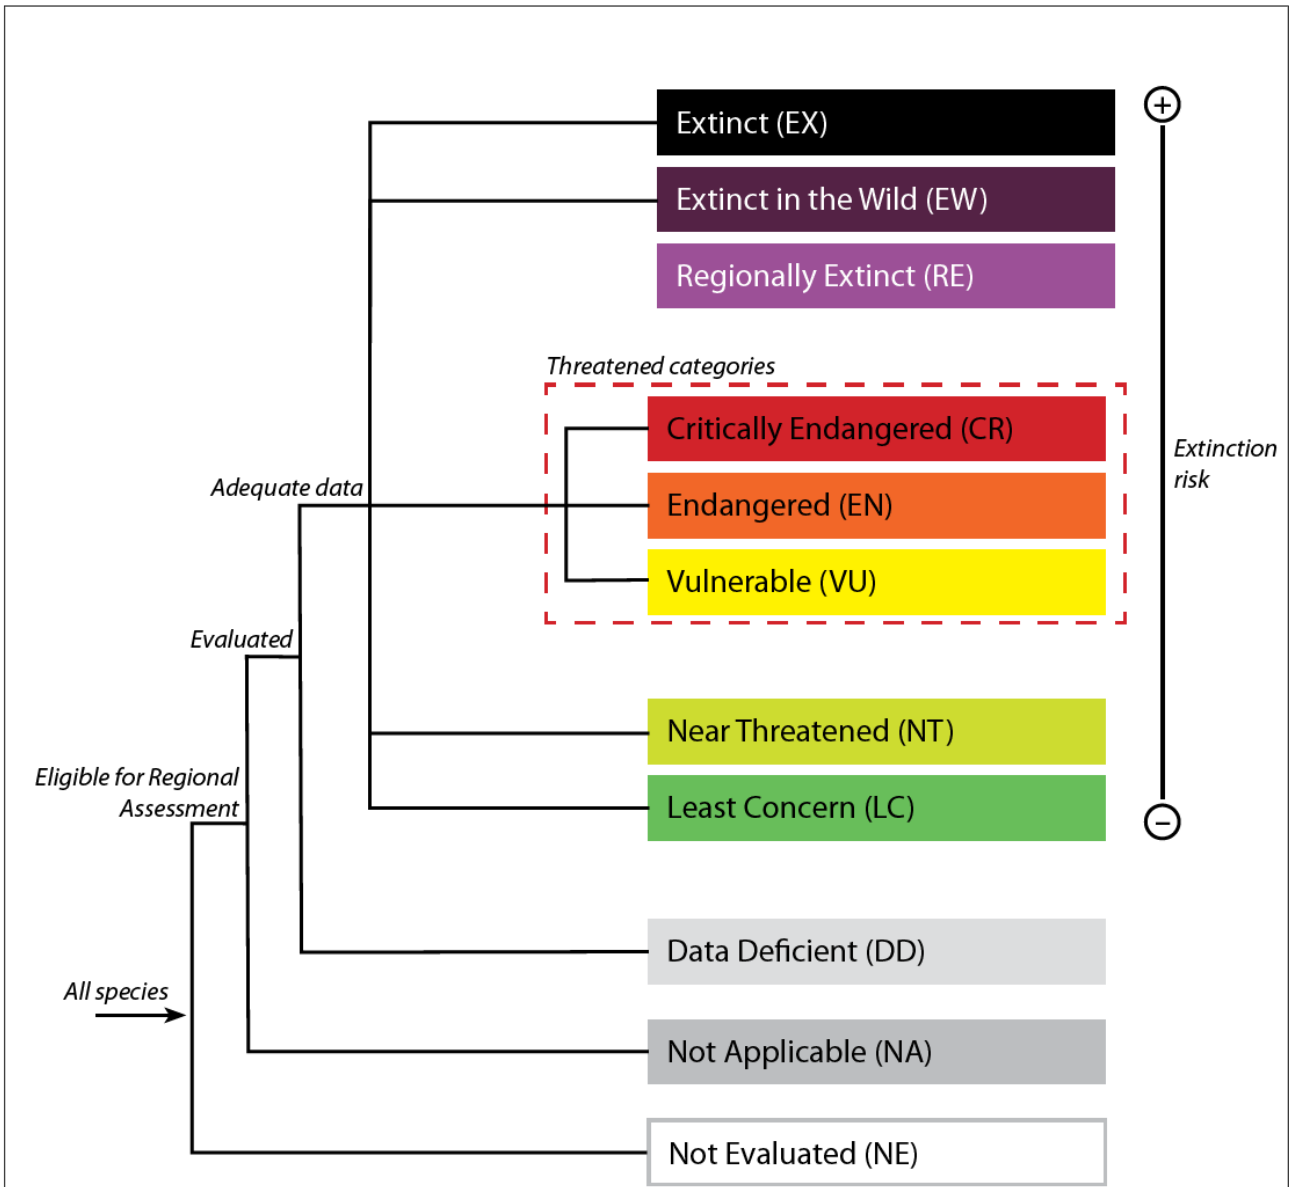 Extinct (EX)
+
Extinct in the Wild (EW)
Regionally Extinct (RE)
Threatened categories
Critically Endangered (CR)
Extinction
risk
Adequate data
Endangered (EN)
Vulnerable (VU)
Evaluated
Near Threatened (NT)
Eligible for Regional
Assessment
Least Concern (LC)
−
Data Deficient (DD)
All species
Not Applicable (NA)
Not Evaluated (NE)